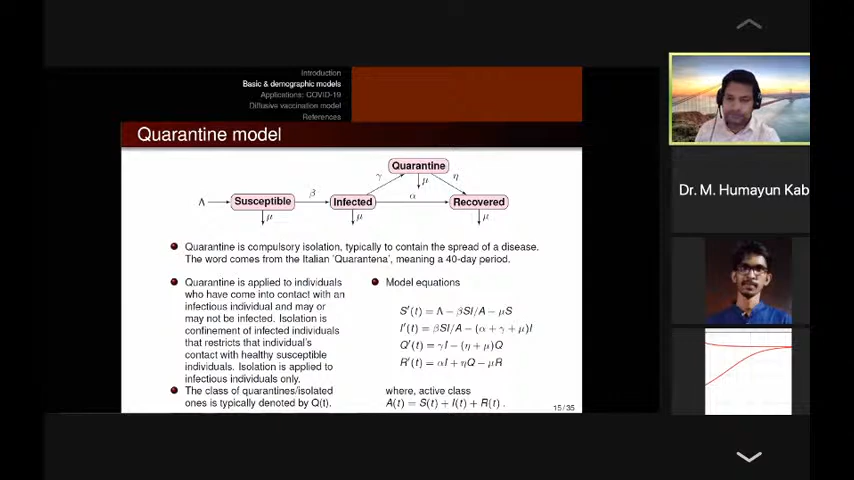 Introduction
Basic & demographic models
Applications: COVID-19
Diffusive vaccination model
References
Quarantine model
Quarantine
γ μ η
Λ Susceptible β Infected α Recovered
μ μ μ
Quarantine is compulsory isolation, typically to contain the spread of a disease.
The word comes from the Italian 'Quarantena', meaning a 40-day period.
Quarantine is applied to individuals
who have come into contact with an
infectious individual and may or
may not be infected. Isolation is
confinement of infected individuals
that restricts that individual's
contact with healthy susceptible
individuals. Isolation is applied to
infectious individuals only.
The class of quarantines/isolated
ones is typically denoted by Q(t).
Model equations
S′(t) = Λ − βSI/A − μS
I′(t) = βSI/A − (α + γ + μ)I
Q′(t) = γI − (η + μ)Q
R′(t) = αI + ηQ − μR
where, active class
A(t) = S(t) + I(t) + R(t) .
15/35
Dr. M. Humayun Kab